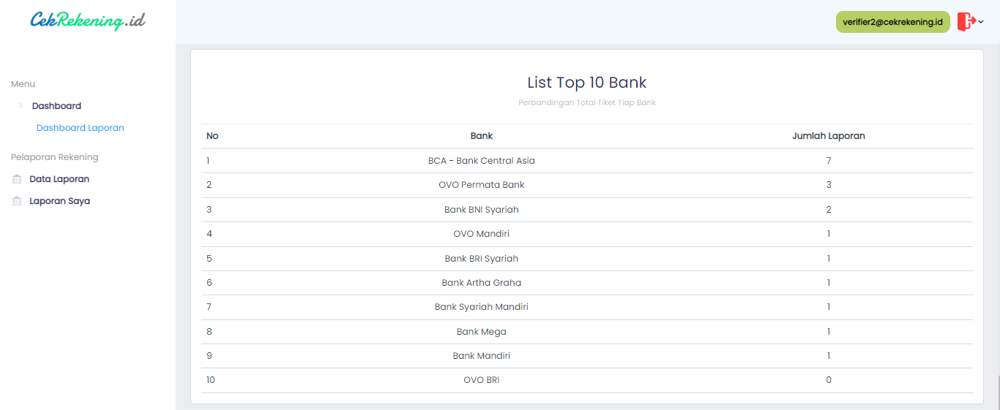 CekRekening.id
verifier2@cekrekening.id
Menu
Dashboard
Dashboard Laporan
Pelaporan Rekening
Data Laporan
Laporan Saya
List Top 10 Bank
Perbandingan Total Tiket Tiap Bank
No Bank Jumlah Laporan
1 BCA - Bank Central Asia 7
2 OVO Permata Bank 3
3 Bank BNI Syariah 2
4 OVO Mandiri 1
5 Bank BRI Syariah 1
6 Bank Artha Graha 1
7 Bank Syariah Mandiri 1
8 Bank Mega 1
9 Bank Mandiri 1
10 OVO BRI 0